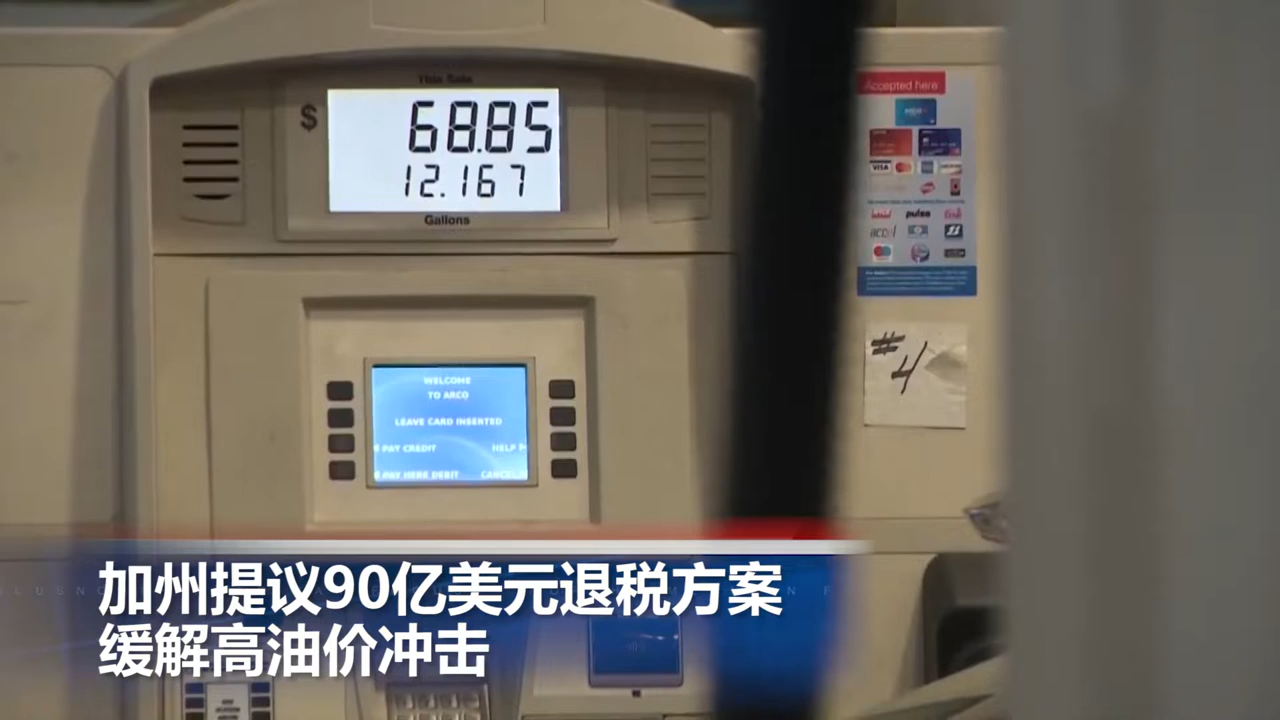 This Sale
$ 68.85
12.167
Gallons
WELCOME
TO ARCO
LEAVE CARD INSERTED
PAY CREDIT HELP
PAY HERE DEBIT CANCEL
Accepted here
VISA
pulse
accel
#4
加州提议90亿美元退税方案
缓解高油价冲击